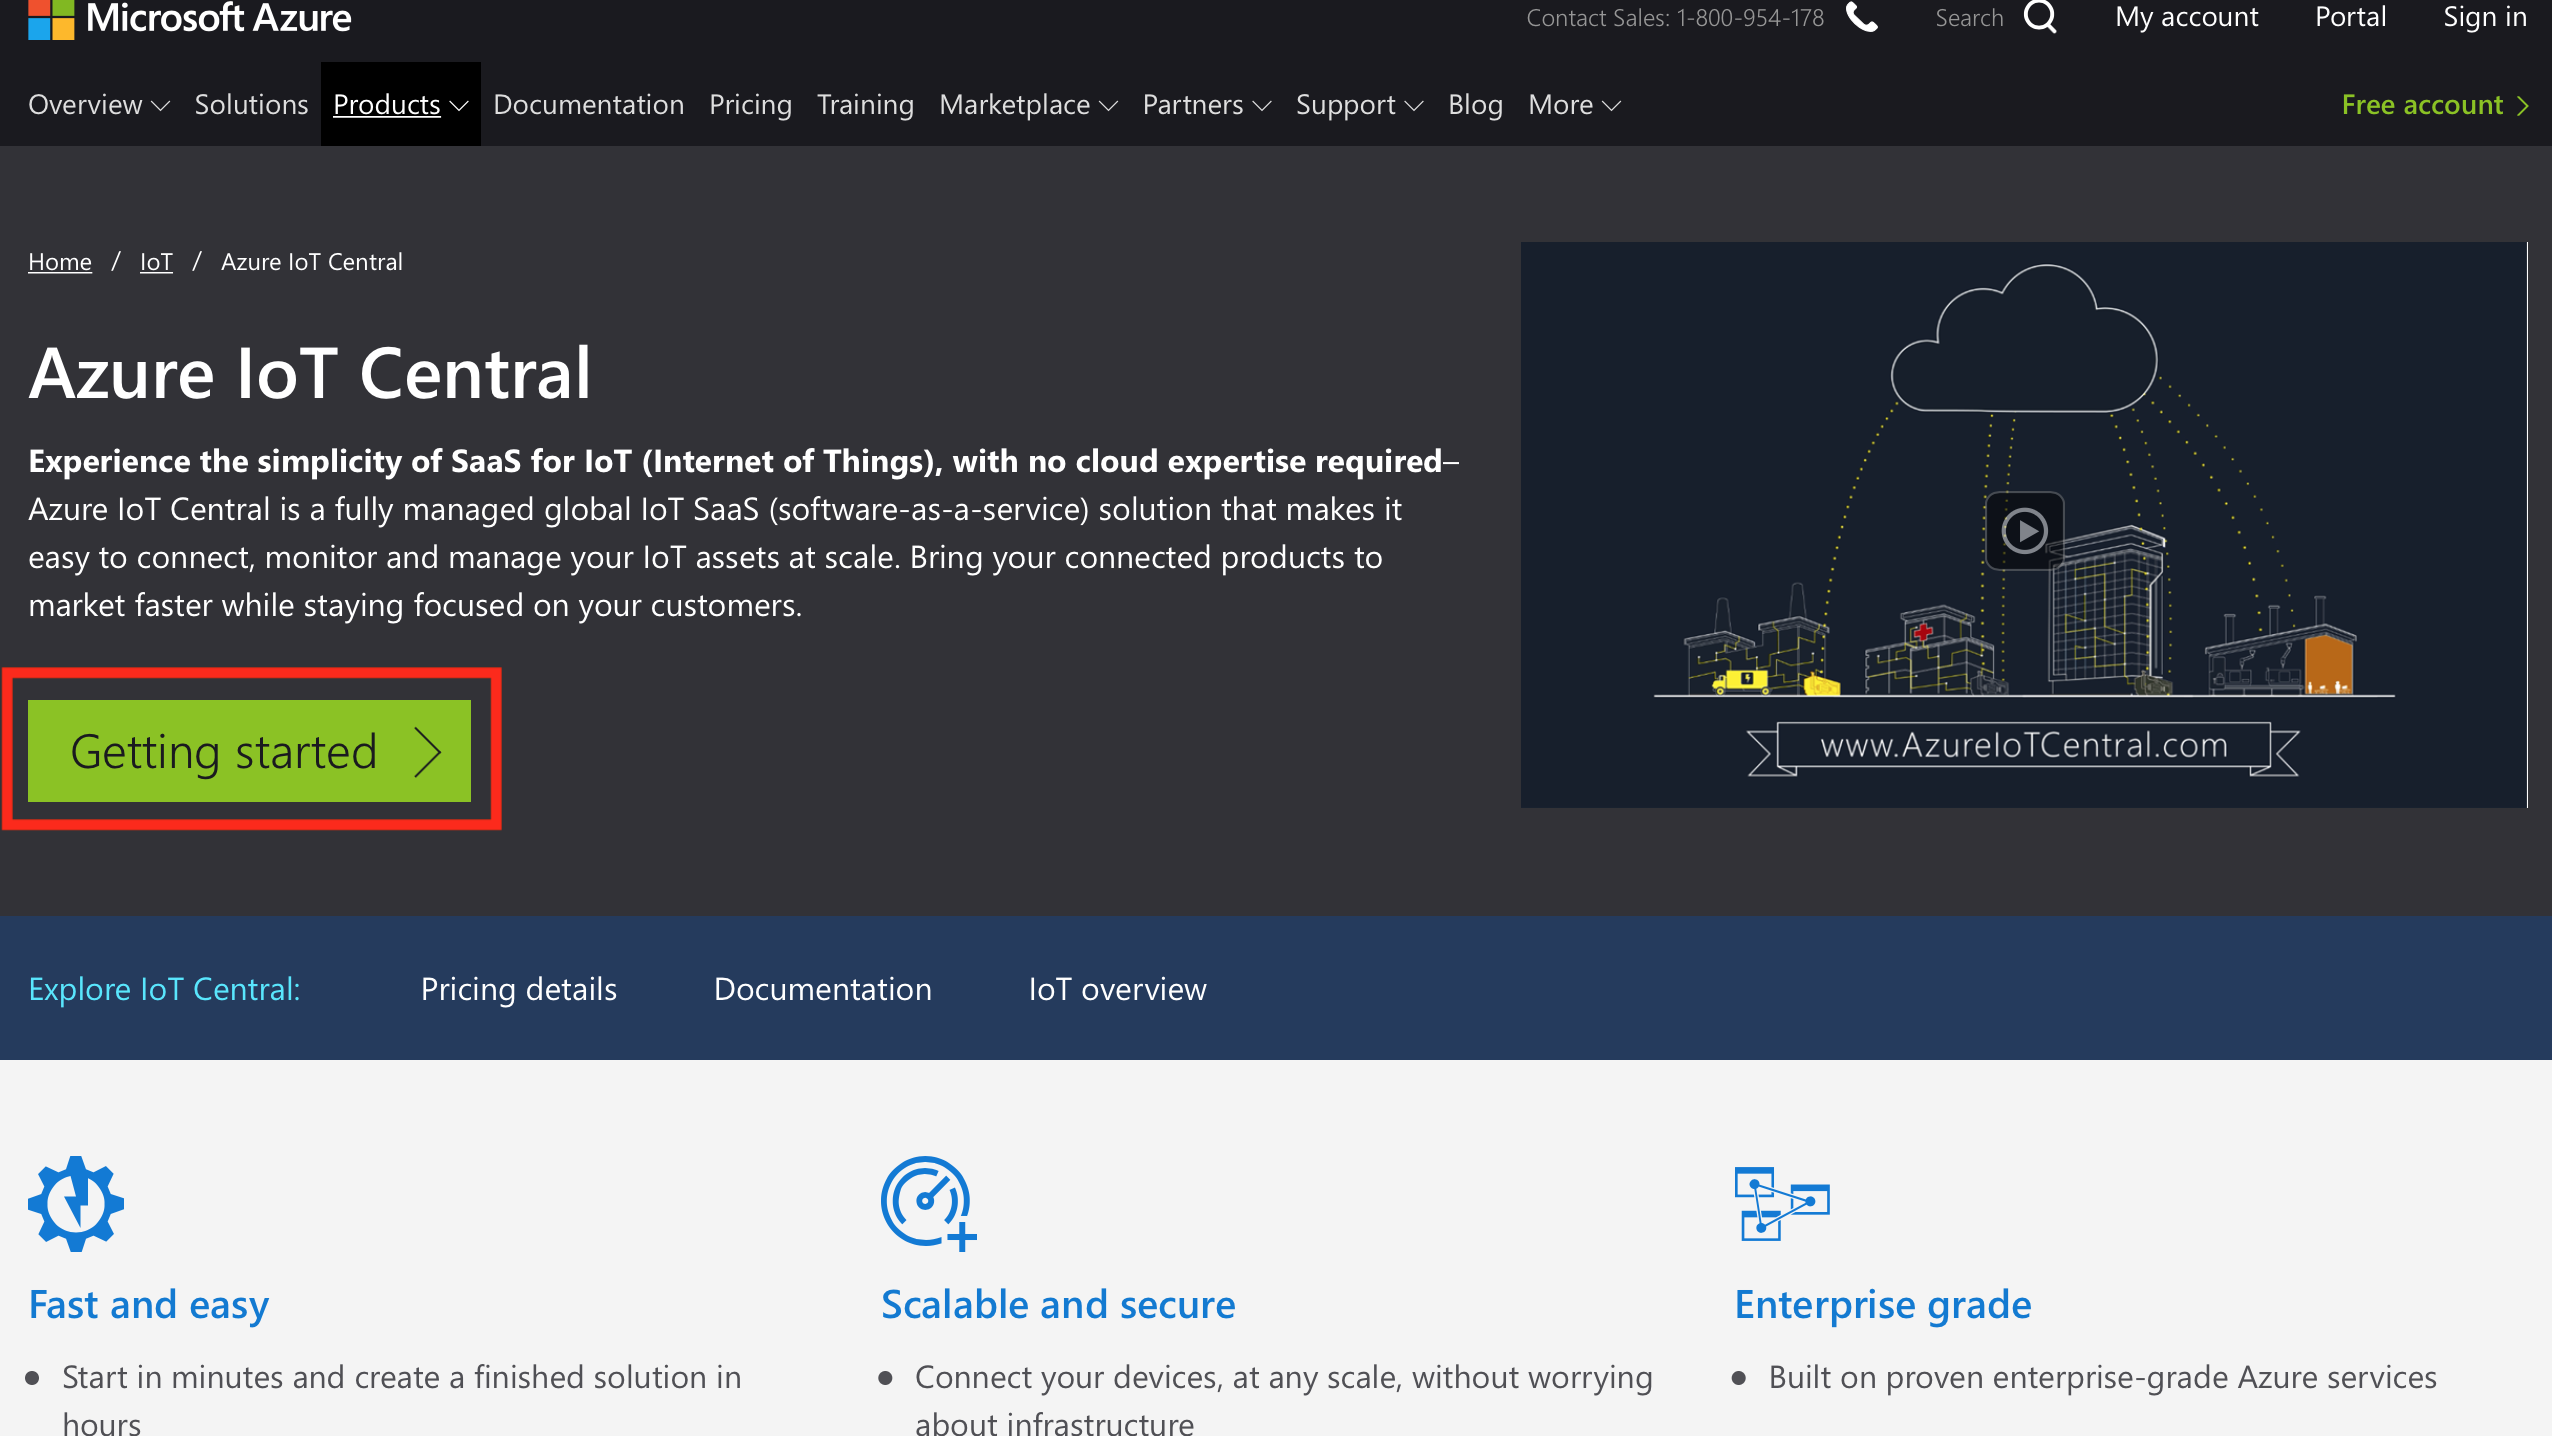 Microsoft Azure
Contact Sales: 1-800-954-178
Search
My account
Portal
Sign in
Overview
Solutions
Products
Documentation
Pricing
Training
Marketplace
Partners
Support
Blog
More
Free account
Home / IoT / Azure IoT Central
Azure IoT Central
Experience the simplicity of SaaS for IoT (Internet of Things), with no cloud expertise required–
Azure IoT Central is a fully managed global IoT SaaS (software-as-a-service) solution that makes it
easy to connect, monitor and manage your IoT assets at scale. Bring your connected products to
market faster while staying focused on your customers.
Getting started
www.AzureIoTCentral.com
Explore IoT Central:
Pricing details
Documentation
IoT overview
Fast and easy
Start in minutes and create a finished solution in
hours
Scalable and secure
Connect your devices, at any scale, without worrying
about infrastructure
Enterprise grade
Built on proven enterprise-grade Azure services